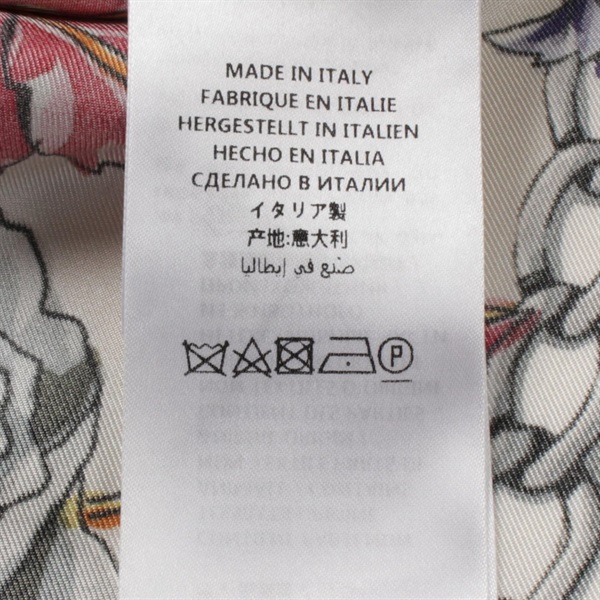 MADE IN ITALY
FABRIQUE EN ITALIE
HERGESTELLT IN ITALIEN
HECHO EN ITALIA
СДЕЛАНО В ИТАЛИИ
イタリア製
产地:意大利
صنع في إيطاليا
P